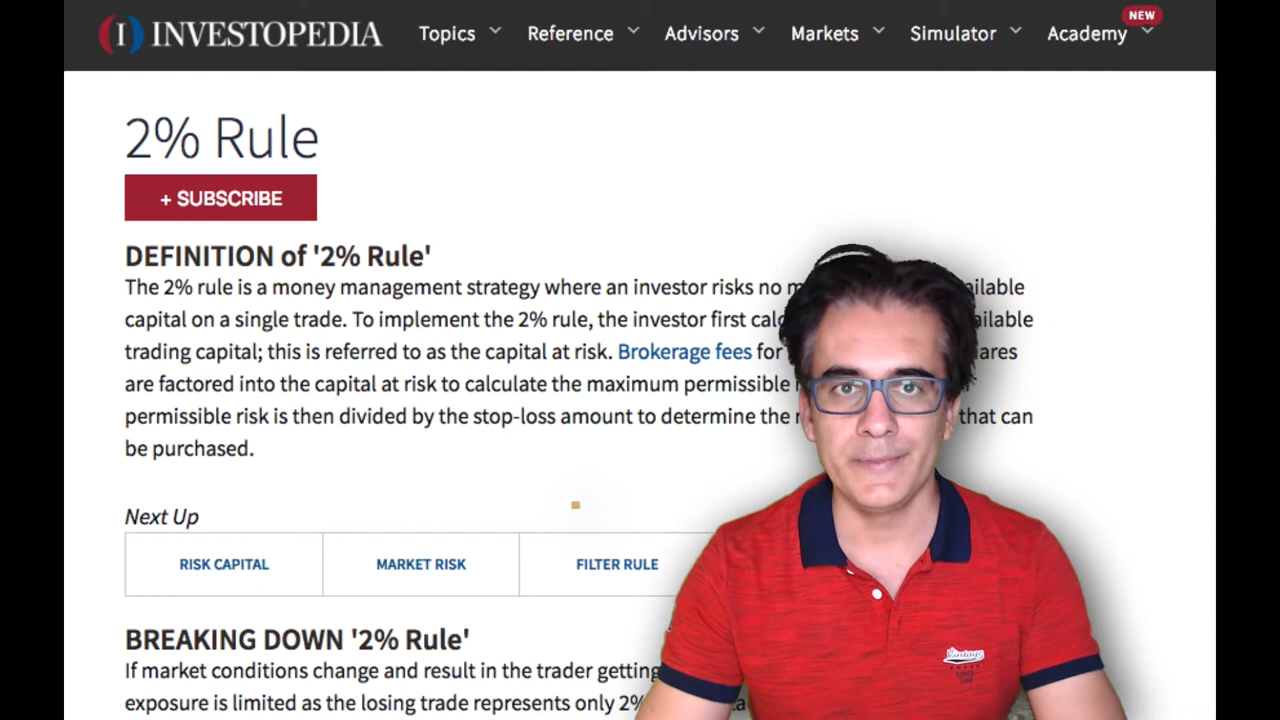 INVESTOPEDIA
Topics Reference Advisors Markets Simulator Academy NEW
2% Rule
+ SUBSCRIBE
DEFINITION of '2% Rule'
The 2% rule is a money management strategy where an investor risks no
capital on a single trade. To implement the 2% rule, the investor first
trading capital; this is referred to as the capital at risk. Brokerage fees for
are factored into the capital at risk to calculate the maximum permissible
permissible risk is then divided by the stop-loss amount to determine the that can
be purchased.
Next Up
RISK CAPITAL MARKET RISK FILTER RULE
BREAKING DOWN '2% Rule'
If market conditions change and result in the trader getting
exposure is limited as the losing trade represents only 2%
Vintage
SINCE